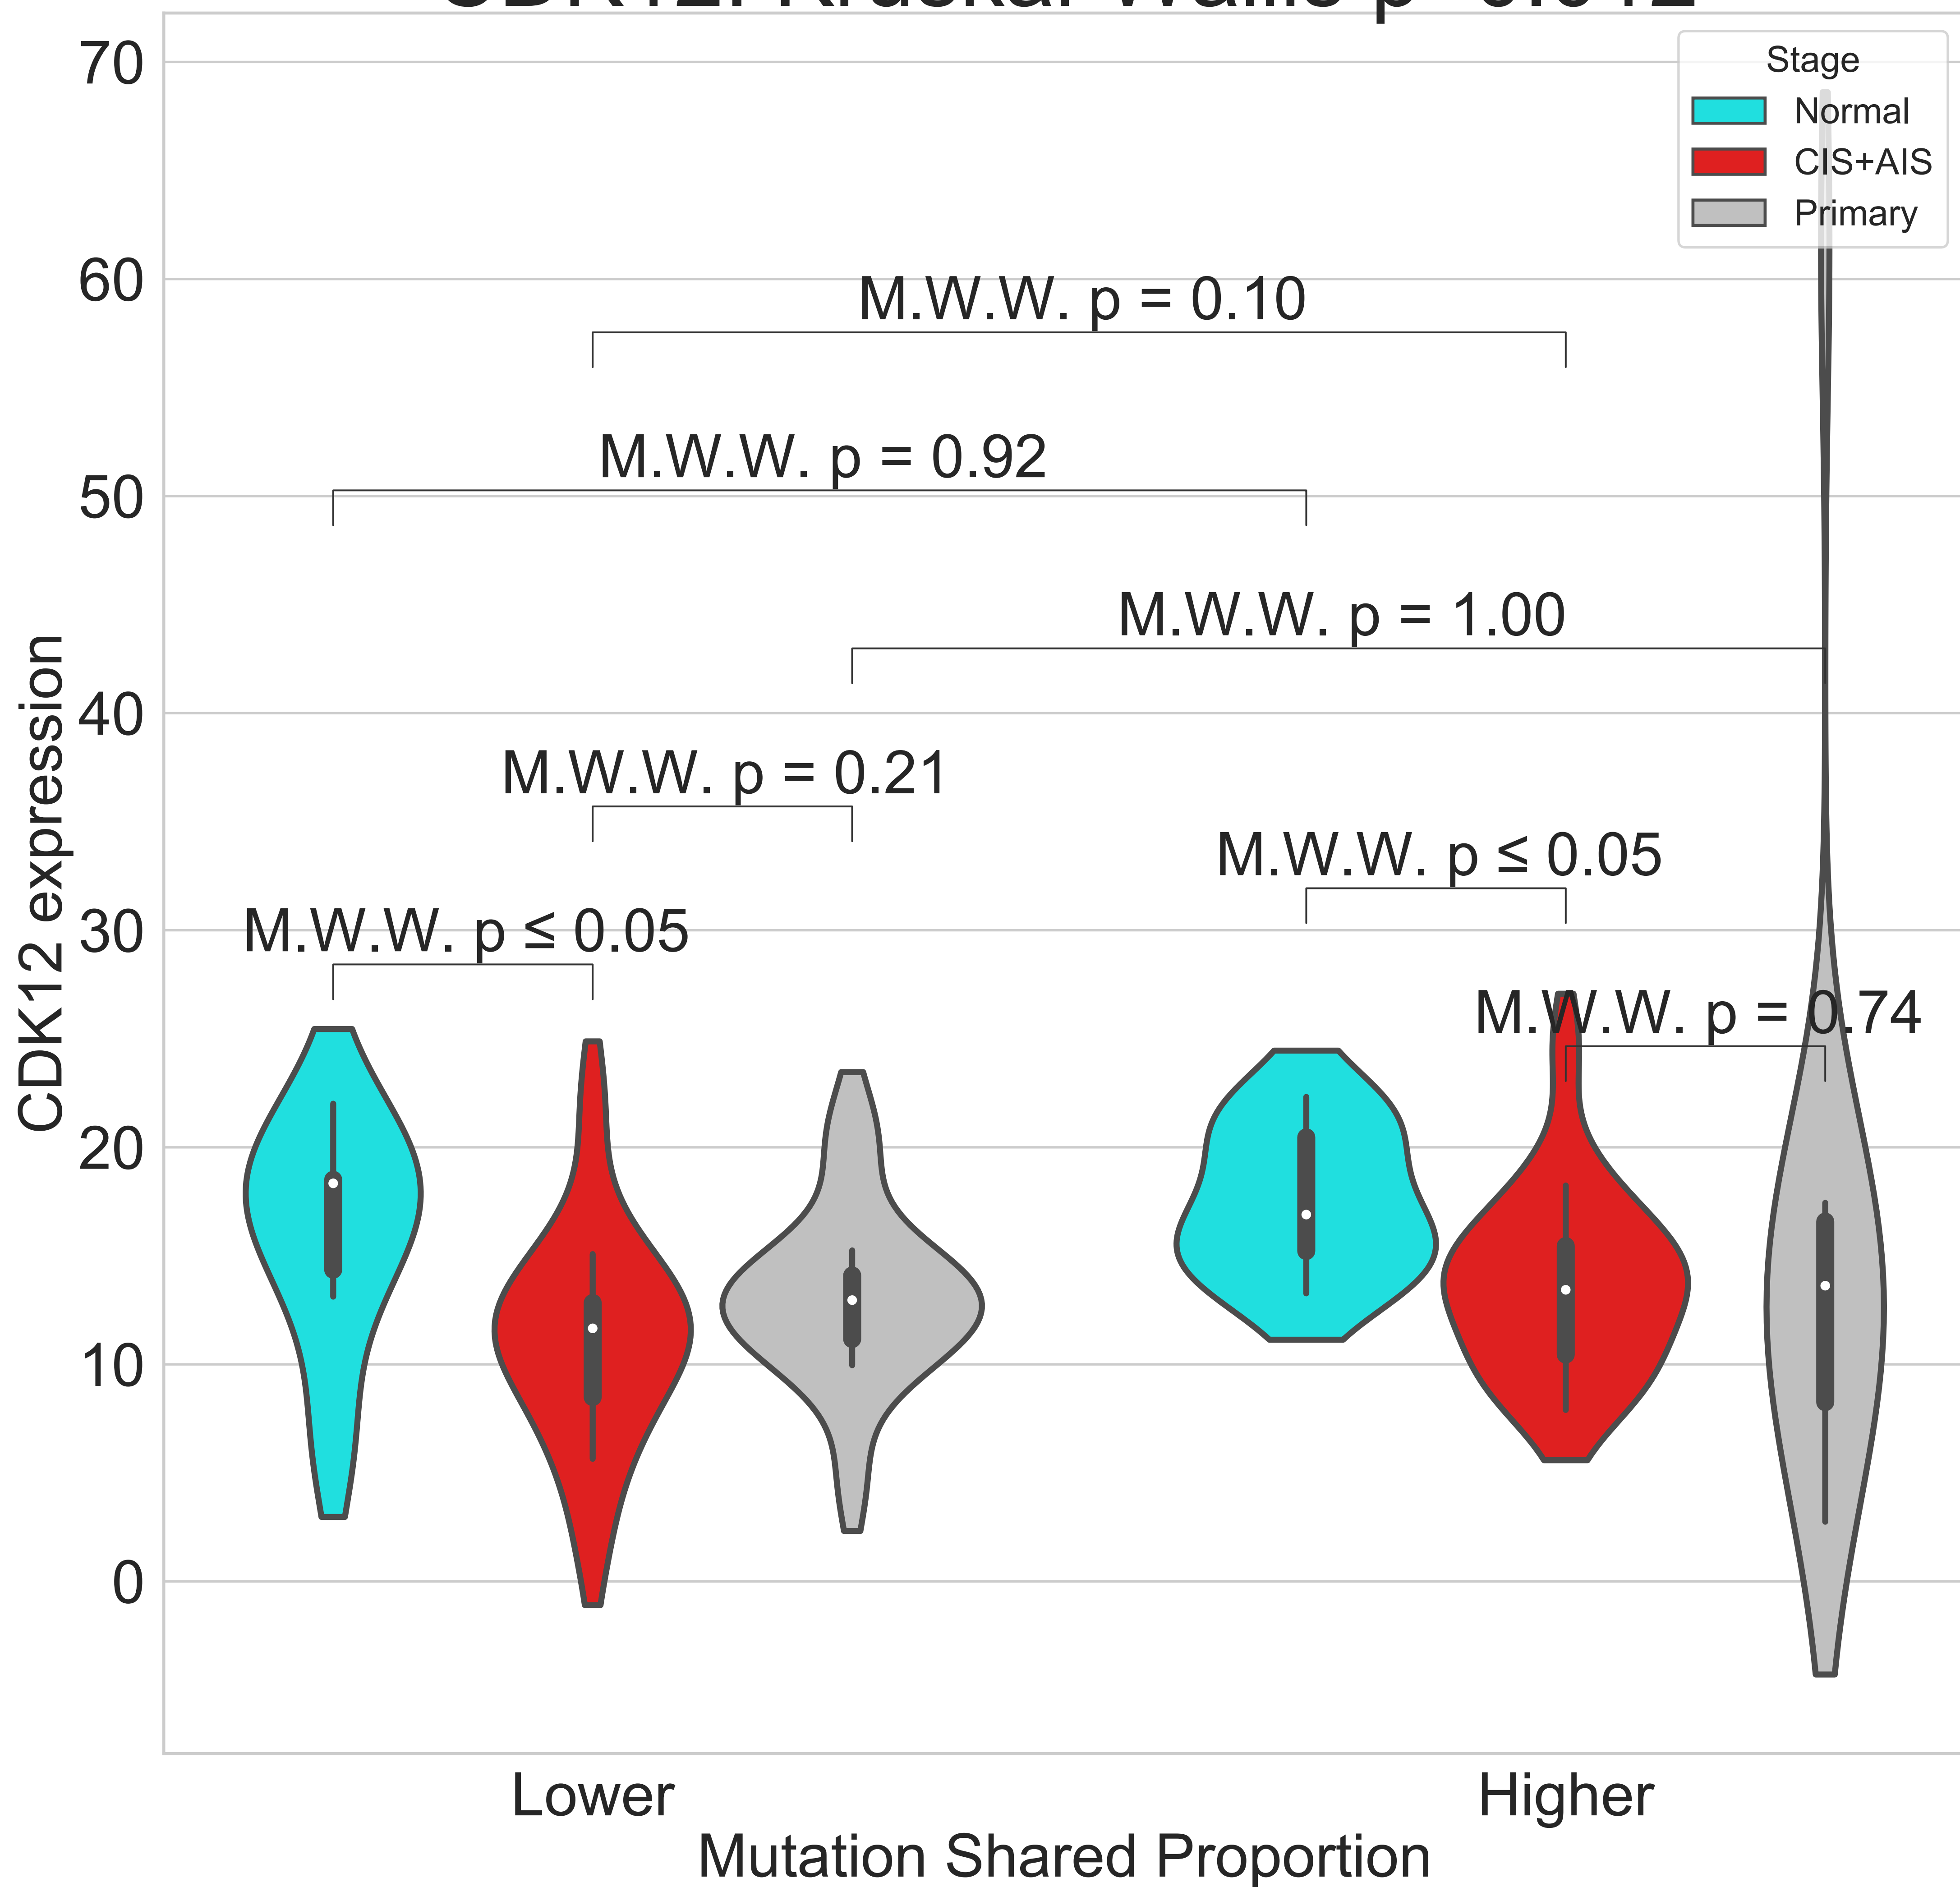 70
60
50
40
30
20
10
0
CDK12 expression
Stage
Normal
CIS+AIS
Primary
M.W.W. p = 0.10
M.W.W. p = 0.92
M.W.W. p = 1.00
M.W.W. p = 0.21
M.W.W. p ≤ 0.05
M.W.W. p ≤ 0.05
M.W.W. p = 0.74
Lower
Higher
Mutation Shared Proportion